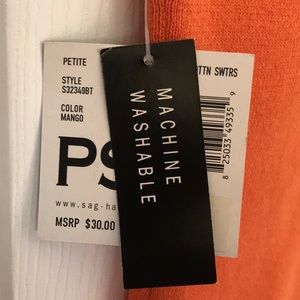 PETITE
STYLE
S32349BT
COLOR
MANGO
PS
www.sag-ha
MSRP $30.00
MACHINE
WASHABLE
TTN SWTRS
8 25033 49335 9